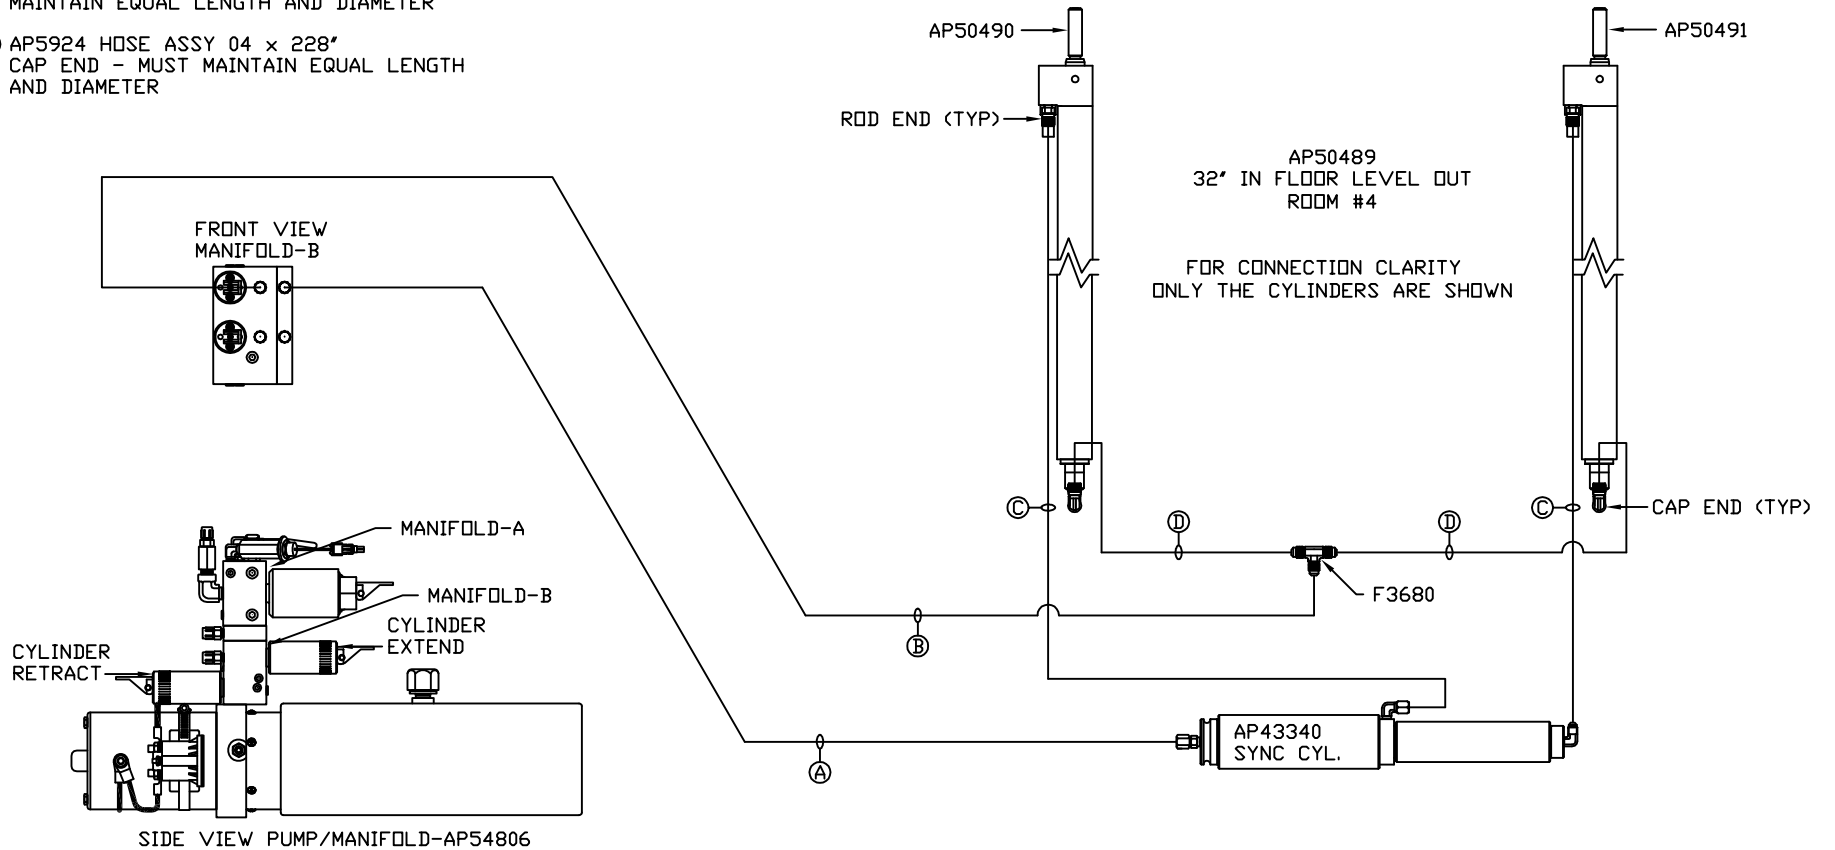 MAINTAIN EQUAL LENGTH AND DIAMETER
AP5924 HOSE ASSY 04 x 228"
CAP END - MUST MAINTAIN EQUAL LENGTH
AND DIAMETER
AP50490
AP50491
ROD END (TYP)
AP50489
32" IN FLOOR LEVEL OUT
ROOM #4
FOR CONNECTION CLARITY
ONLY THE CYLINDERS ARE SHOWN
FRONT VIEW
MANIFOLD-B
C
C
CAP END (TYP)
D
D
MANIFOLD-A
MANIFOLD-B
F3680
CYLINDER
EXTEND
B
CYLINDER
RETRACT
AP43340
SYNC CYL.
A
SIDE VIEW PUMP/MANIFOLD-AP54806